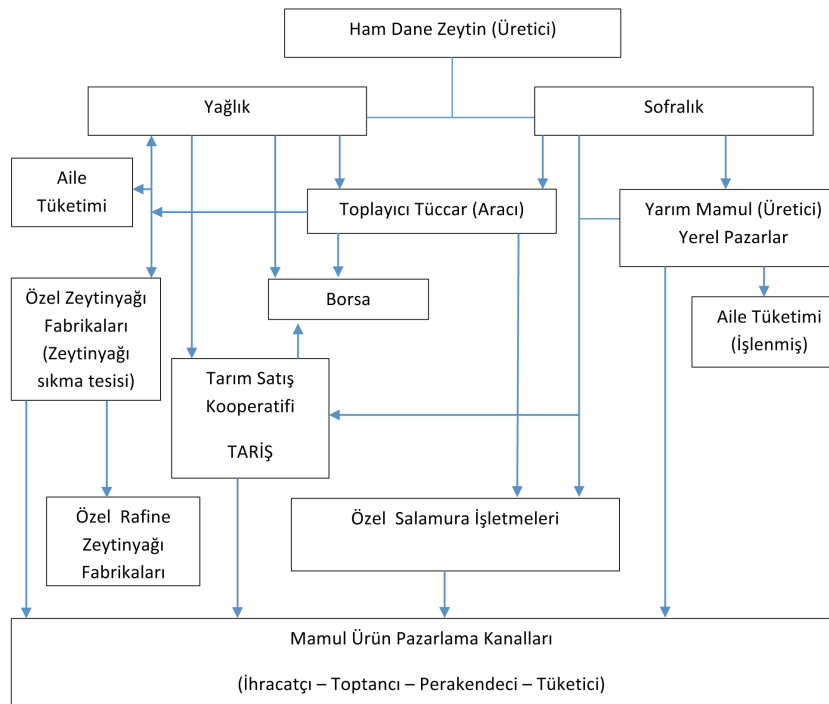 Ham Dane Zeytin (Üretici)
Yağlık
Sofralık
Aile
Tüketimi
Toplayıcı Tüccar (Aracı)
Yarım Mamul (Üretici)
Yerel Pazarlar
Özel Zeytinyağı
Fabrikaları
(Zeytinyağı
sıkma tesisi)
Borsa
Aile Tüketimi
(İşlenmiş)
Tarım Satış
Kooperatifi
TARİŞ
Özel Rafine
Zeytinyağı
Fabrikaları
Özel Salamura İşletmeleri
Mamul Ürün Pazarlama Kanalları
(İhracatçı – Toptancı – Perakendeci – Tüketici)